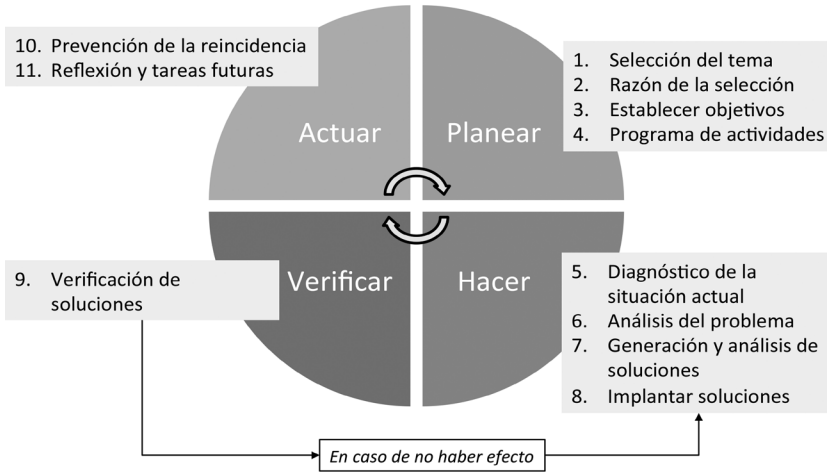 10. Prevención de la reincidencia
11. Reflexión y tareas futuras
Actuar
Planear
1. Selección del tema
2. Razón de la selección
3. Establecer objetivos
4. Programa de actividades
9. Verificación de
soluciones
Verificar
Hacer
5. Diagnóstico de la
situación actual
6. Análisis del problema
7. Generación y análisis de
soluciones
8. Implantar soluciones
En caso de no haber efecto